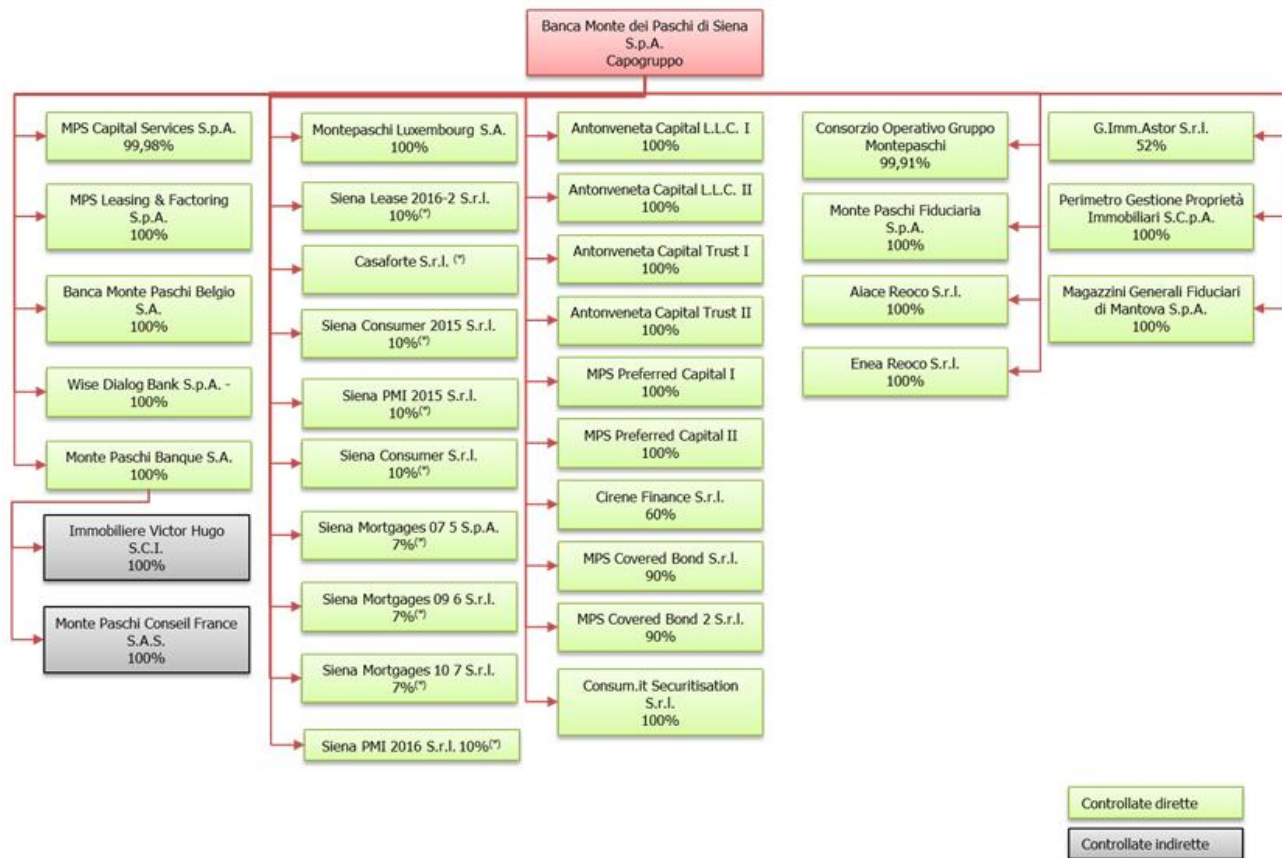 Banca Monte dei Paschi di Siena
S.p.A.
Capogruppo
MPS Capital Services S.p.A.
99,98%
MPS Leasing & Factoring
S.p.A.
100%
Banca Monte Paschi Belgio
S.A.
100%
Wise Dialog Bank S.p.A. -
100%
Monte Paschi Banque S.A.
100%
Immobiliere Victor Hugo
S.C.I.
100%
Monte Paschi Conseil France
S.A.S.
100%
Montepaschi Luxembourg S.A.
100%
Siena Lease 2016-2 S.r.l.
10%(*)
Casaforte S.r.l. (*)
Siena Consumer 2015 S.r.l.
10%(*)
Siena PMI 2015 S.r.l.
10%(*)
Siena Consumer S.r.l.
10%(*)
Siena Mortgages 07 5 S.p.A.
7%(*)
Siena Mortgages 09 6 S.r.l.
7%(*)
Siena Mortgages 10 7 S.r.l.
7%(*)
Siena PMI 2016 S.r.l. 10%(*)
Antonveneta Capital L.L.C. I
100%
Antonveneta Capital L.L.C. II
100%
Antonveneta Capital Trust I
100%
Antonveneta Capital Trust II
100%
MPS Preferred Capital I
100%
MPS Preferred Capital II
100%
Cirene Finance S.r.l.
60%
MPS Covered Bond S.r.l.
90%
MPS Covered Bond 2 S.r.l.
90%
Consum.it Securitisation
S.r.l.
100%
Consorzio Operativo Gruppo
Montepaschi
99,91%
Monte Paschi Fiduciaria
S.p.A.
100%
Aiace Reoco S.r.l.
100%
Enea Reoco S.r.l.
100%
G.Imm.Astor S.r.l.
52%
Perimetro Gestione Proprietà
Immobiliari S.C.p.A.
100%
Magazzini Generali Fiduciari
di Mantova S.p.A.
100%
Controllate dirette
Controllate indirette